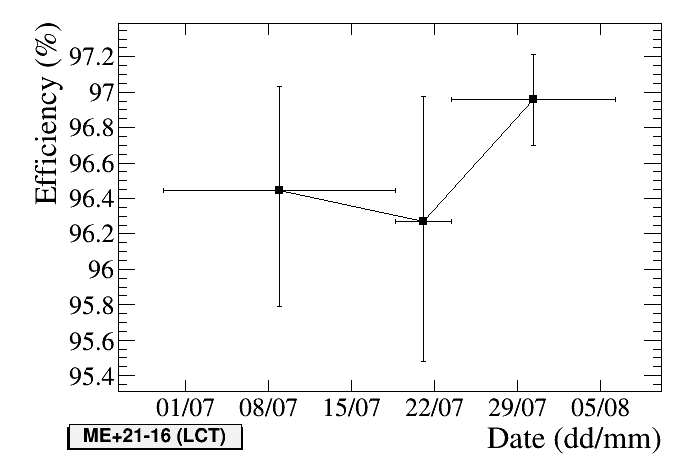 Efficiency (%)
97.2
97
96.8
96.6
96.4
96.2
96
95.8
95.6
95.4
01/07 08/07 15/07 22/07 29/07 05/08
ME+21-16 (LCT)
Date (dd/mm)